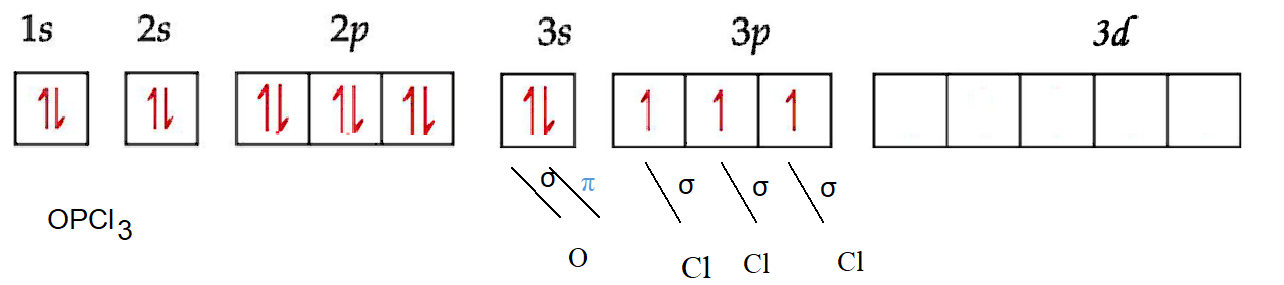 1s 2s 2p 3s 3p 3d
⥮ ⥮ ⥮ ⥮ ⥮ ⥮ ↿ ↿ ↿
σ π σ σ σ
OPCl3
O Cl Cl Cl